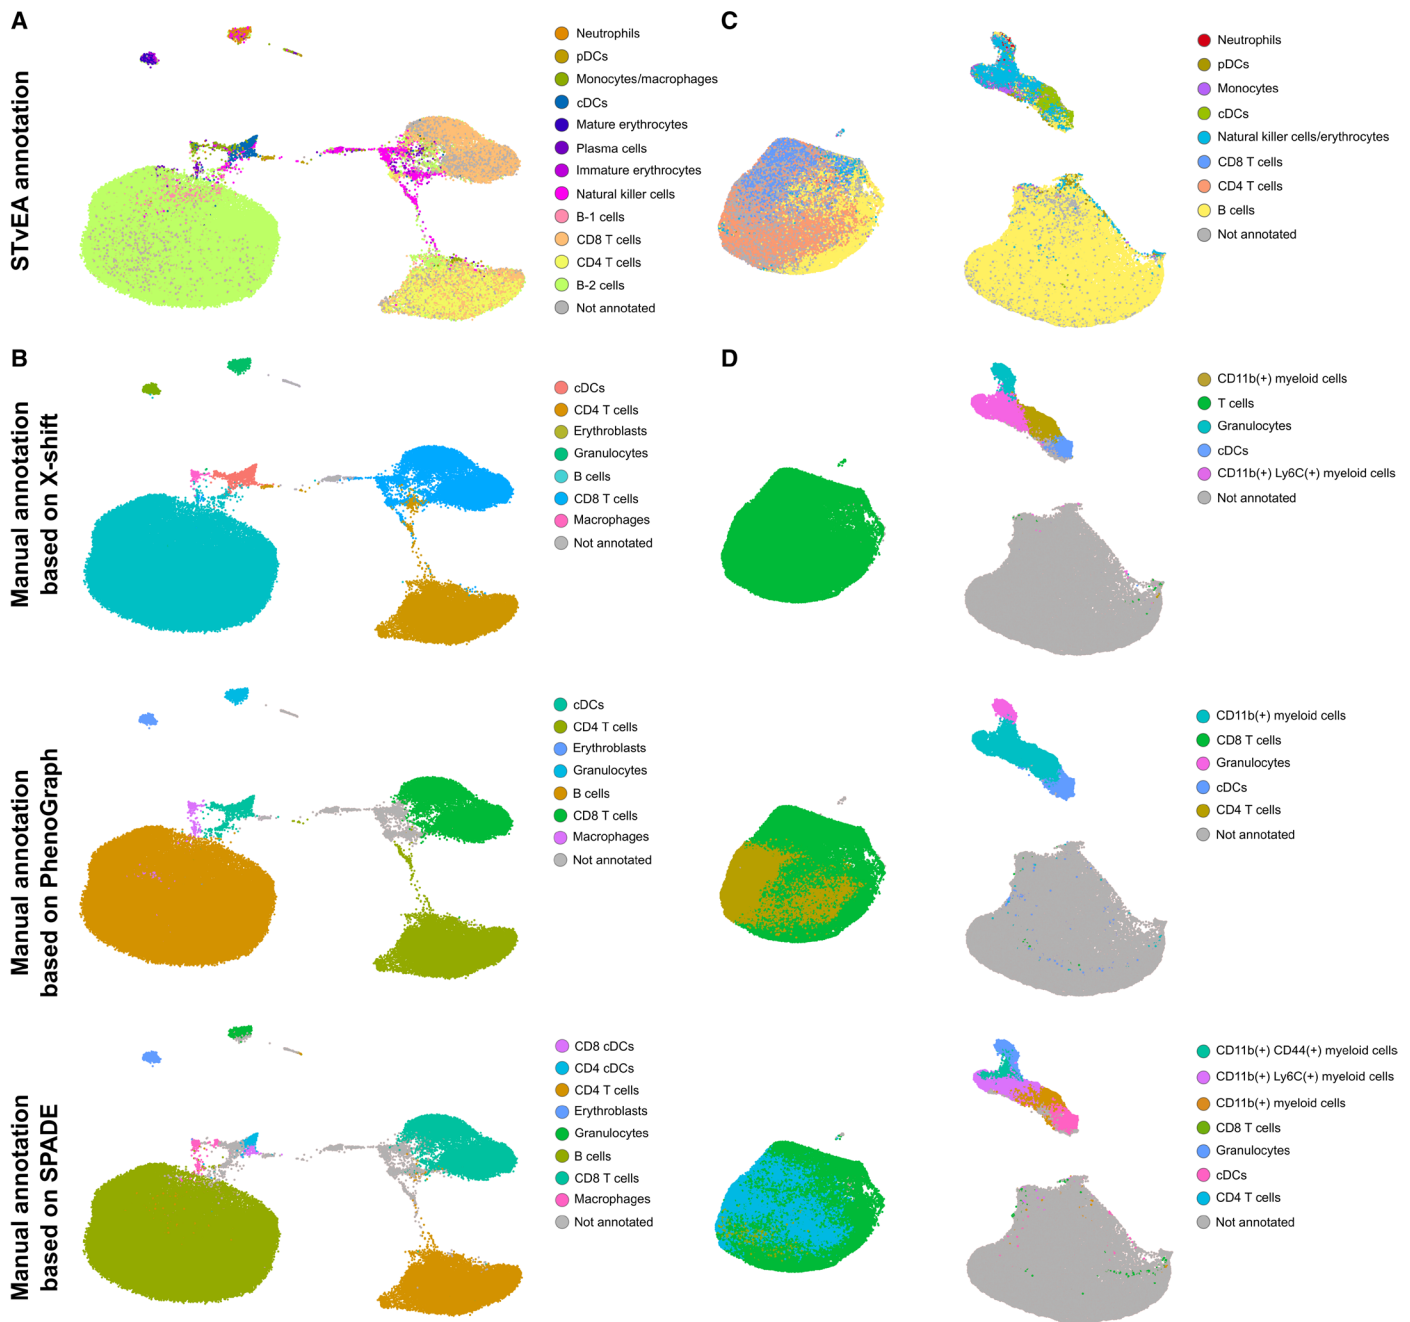 A
STvEA annotation
Neutrophils
pDCs
Monocytes/macrophages
cDCs
Mature erythrocytes
Plasma cells
Immature erythrocytes
Natural killer cells
B-1 cells
CD8 T cells
CD4 T cells
B-2 cells
Not annotated
C
Neutrophils
pDCs
Monocytes
cDCs
Natural killer cells/erythrocytes
CD8 T cells
CD4 T cells
B cells
Not annotated
B
Manual annotation
based on X-shift
cDCs
CD4 T cells
Erythroblasts
Granulocytes
B cells
CD8 T cells
Macrophages
Not annotated
D
CD11b(+) myeloid cells
T cells
Granulocytes
cDCs
CD11b(+) Ly6C(+) myeloid cells
Not annotated
Manual annotation
based on PhenoGraph
cDCs
CD4 T cells
Erythroblasts
Granulocytes
B cells
CD8 T cells
Macrophages
Not annotated
CD11b(+) myeloid cells
CD8 T cells
Granulocytes
cDCs
CD4 T cells
Not annotated
Manual annotation
based on SPADE
CD8 cDCs
CD4 cDCs
CD4 T cells
Erythroblasts
Granulocytes
B cells
CD8 T cells
Macrophages
Not annotated
CD11b(+) CD44(+) myeloid cells
CD11b(+) Ly6C(+) myeloid cells
CD11b(+) myeloid cells
CD8 T cells
Granulocytes
cDCs
CD4 T cells
Not annotated